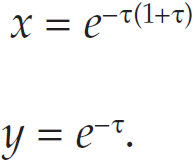 x = e^{−τ(1+τ)}
y = e^{−τ}.